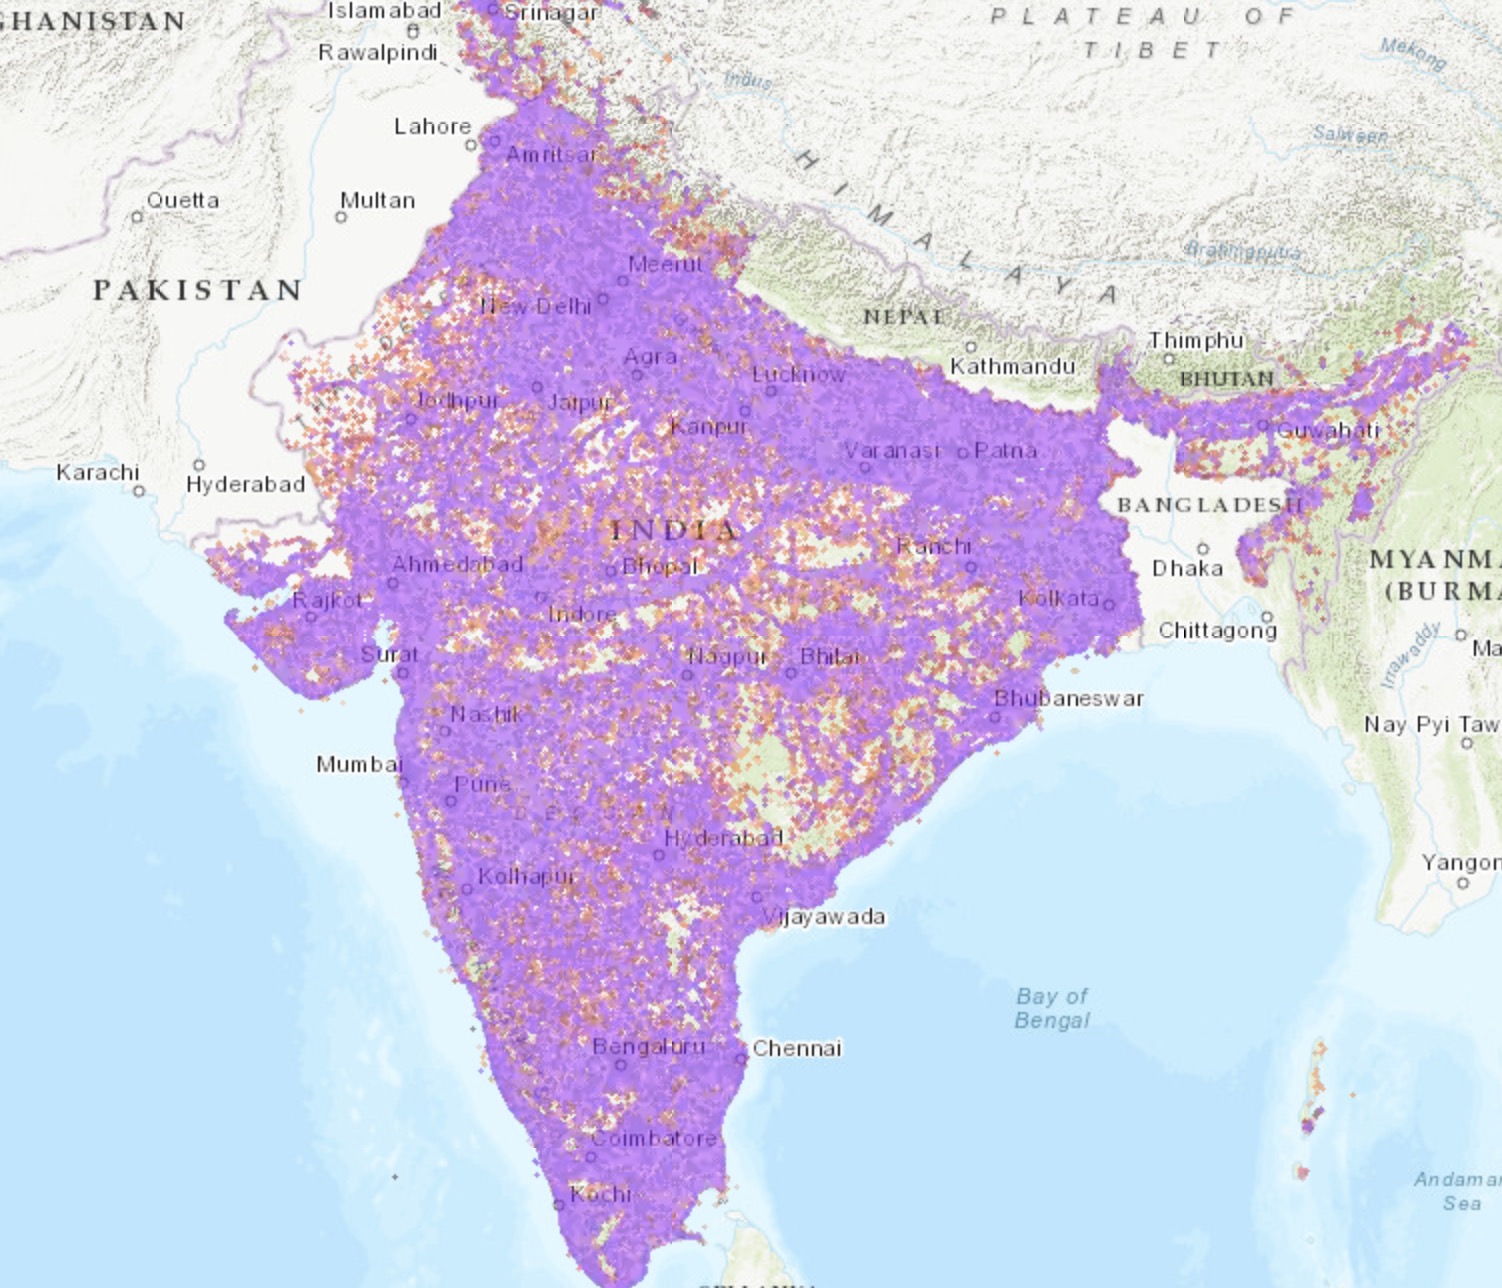 Islamabad
Srinagar
GHANISTAN
Rawalpindi
PLATEAU OF
TIBET
Mekong
Indus
Lahore
Amritsar
Salween
HIMALAYA
Quetta
Multan
Brahmaputra
Meerut
PAKISTAN
New Delhi
NEPAL
Thimphu
Kathmandu
BHUTAN
Agra
Lucknow
Jodhpur
Jaipur
Kanpur
Guwahati
Varanasi
Patna
Karachi
Hyderabad
BANGLADESH
INDIA
Ranchi
Ahmedabad
Bhopal
Dhaka
MYANMA
(BURMA
Rajkot
Indore
Kolkata
Chittagong
Irrawaddy
Ma
Surat
Nagpur
Bhilai
Bhubaneswar
Nashik
Nay Pyi Taw
Mumbai
Pune
DECCAN
Hyderabad
Yangon
Kolhapur
Vijayawada
Bay of
Bengal
Bengaluru
Chennai
Coimbatore
Andaman
Sea
Kochi